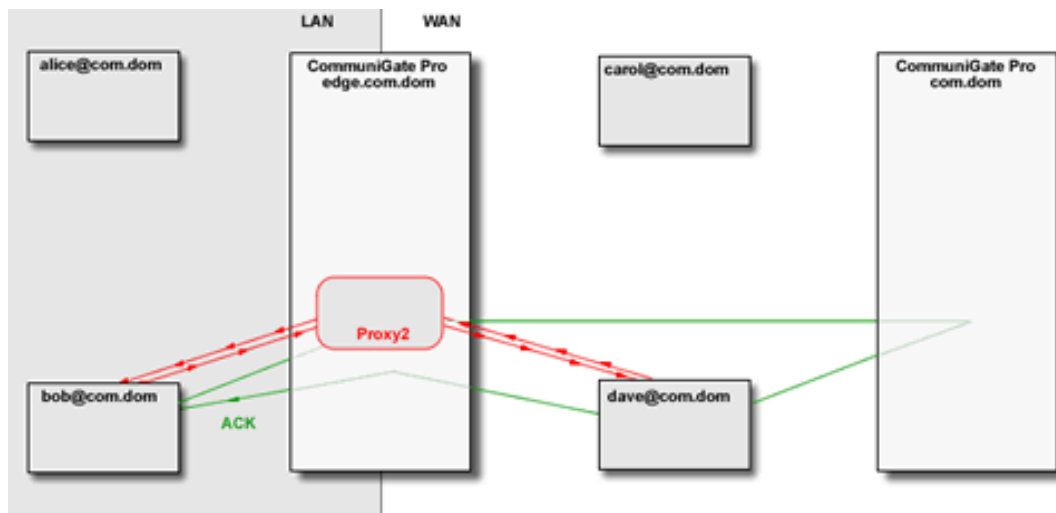 LAN
WAN
alice@com.dom
CommuniGate Pro
edge.com.dom
carol@com.dom
CommuniGate Pro
com.dom
Proxy2
bob@com.dom
dave@com.dom
ACK